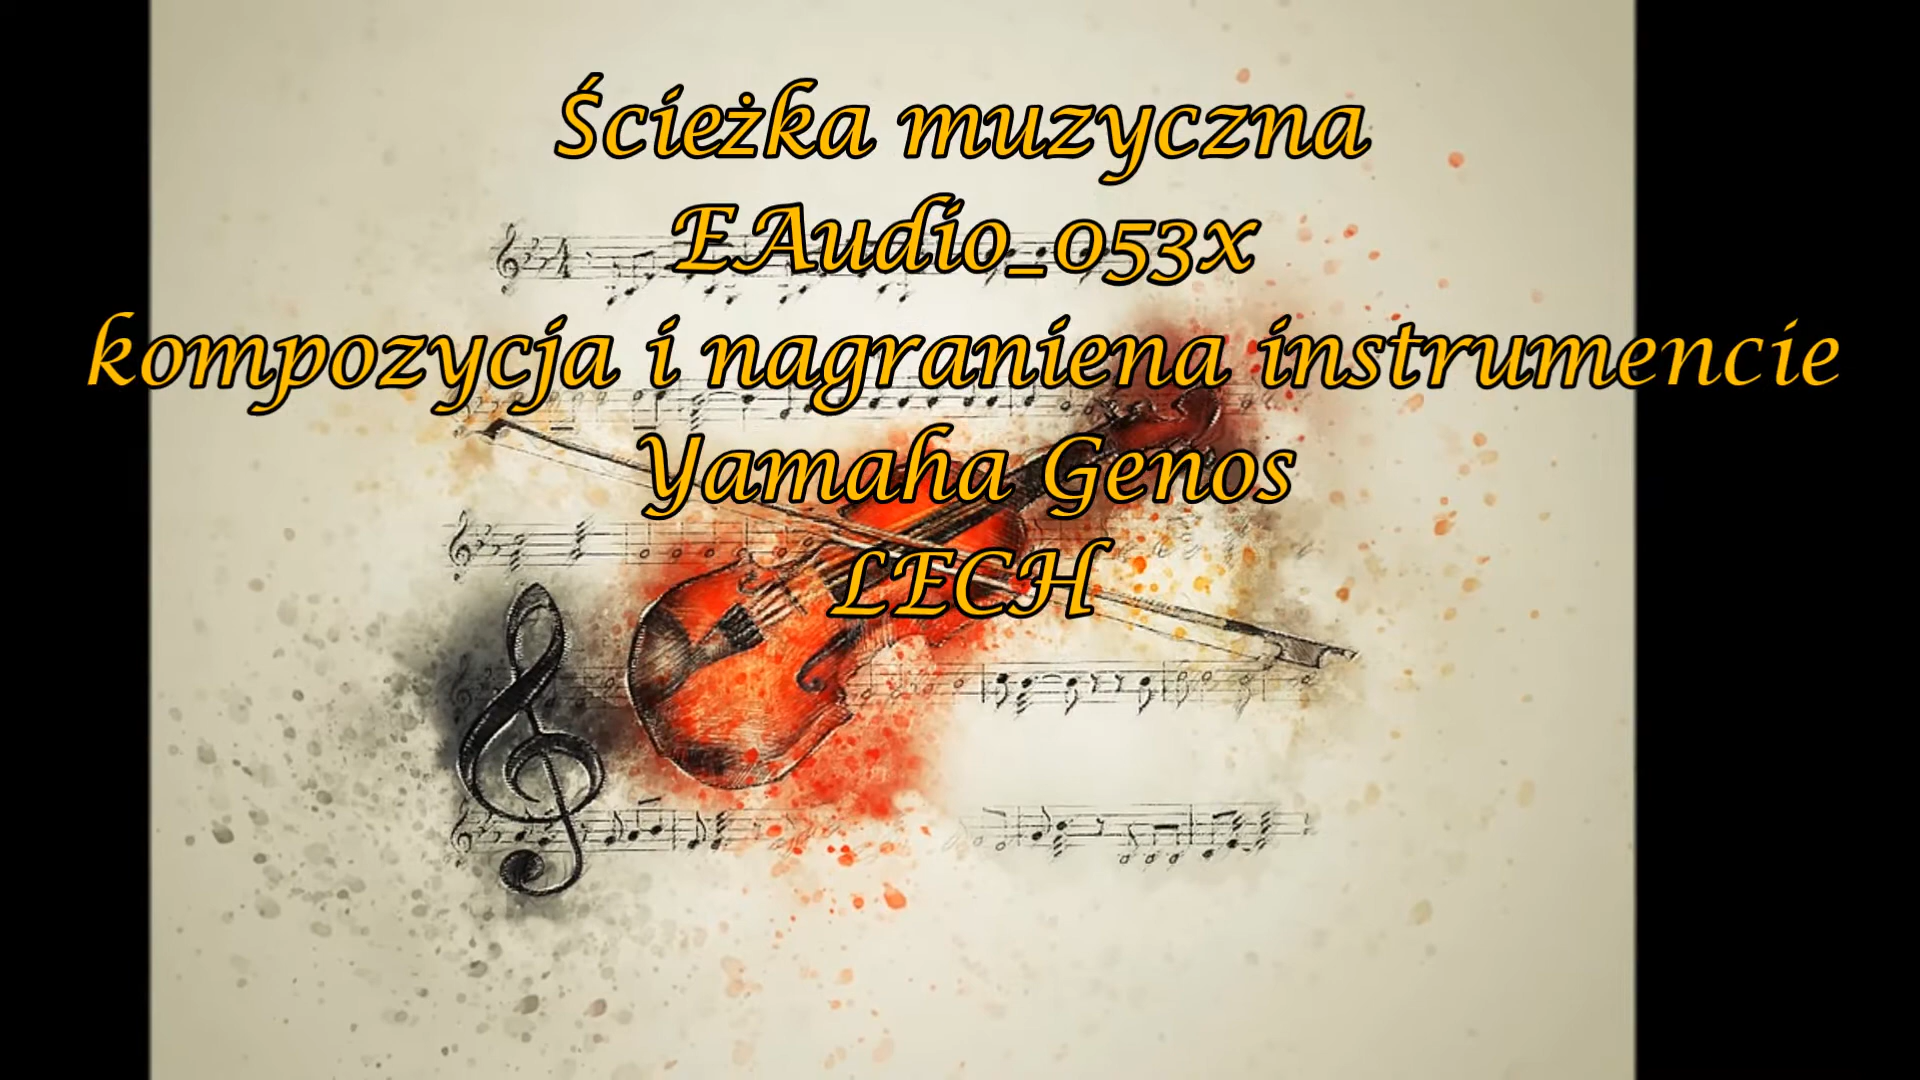 Ścieżka muzyczna
EAudio_053x
kompozycja i nagraniena instrumencie
Yamaha Genos
LECH